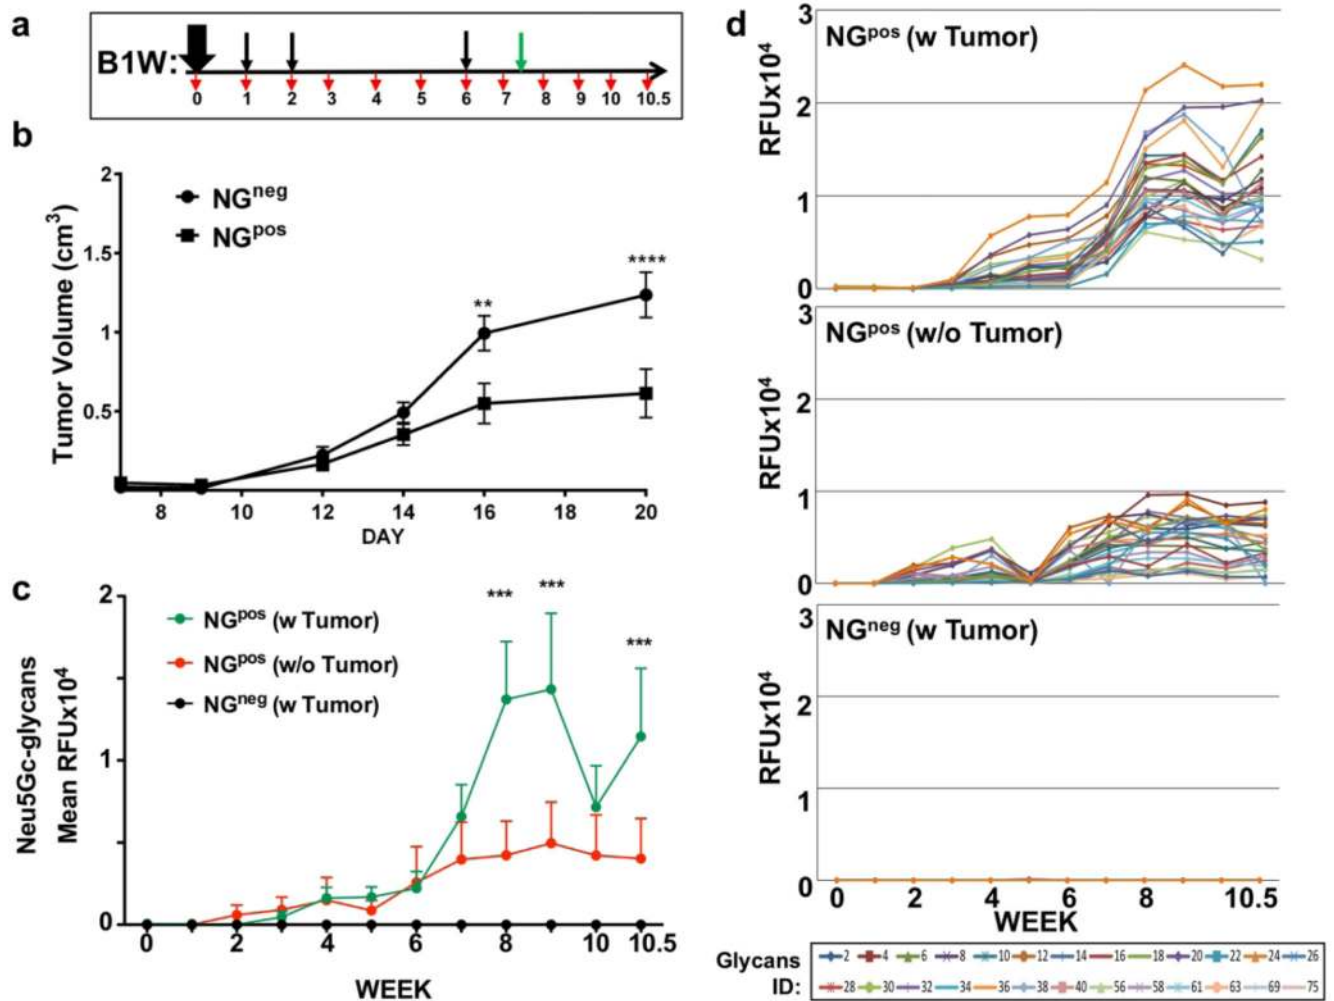 a
B1W:
0 1 2 3 4 5 6 7 8 9 10 10.5
b
Tumor Volume (cm3)
2
1.5
1
0.5
NGneg
NGpos
**
****
8 10 12 14 16 18 20
DAY
c
Neu5Gc-glycans
Mean RFUx104
2
1
0
NGpos (w Tumor)
NGpos (w/o Tumor)
NGneg (w Tumor)
***
***
***
0 2 4 6 8 10 10.5
WEEK
d
NGpos (w Tumor)
RFUx104
3
2
1
0
NGpos (w/o Tumor)
RFUx104
3
2
1
0
NGneg (w Tumor)
RFUx104
3
2
1
0
0 2 4 6 8 10.5
WEEK
Glycans
ID:
2 4 6 8 10 12 14 16 18 20 22 24 26
28 30 32 34 36 38 40 56 58 61 63 69 75